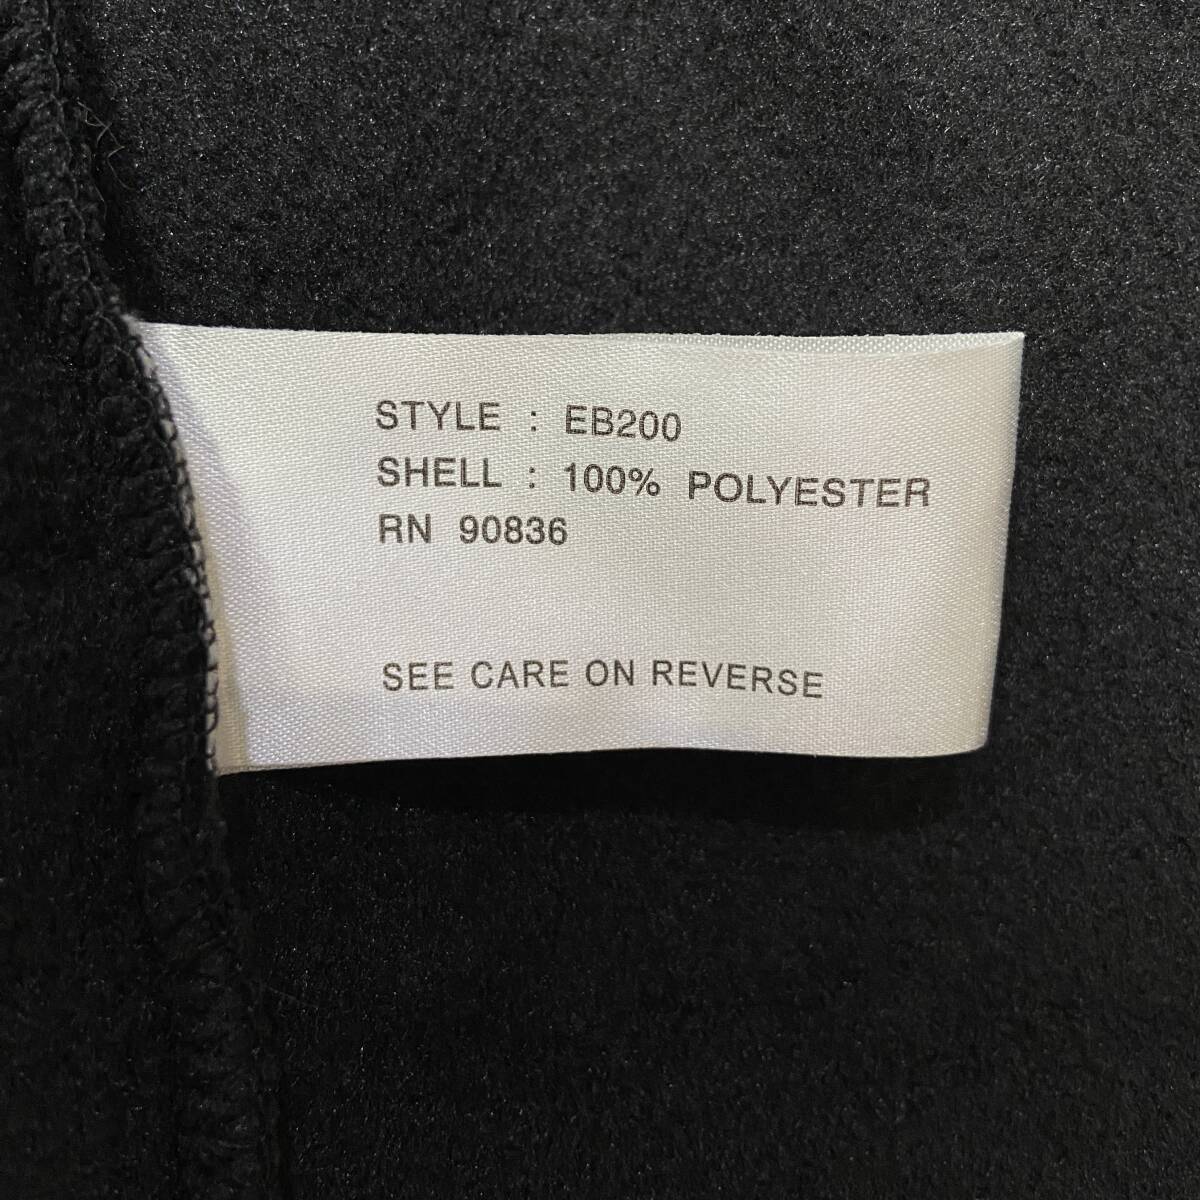 STYLE : EB200
SHELL : 100% POLYESTER
RN 90836
SEE CARE ON REVERSE